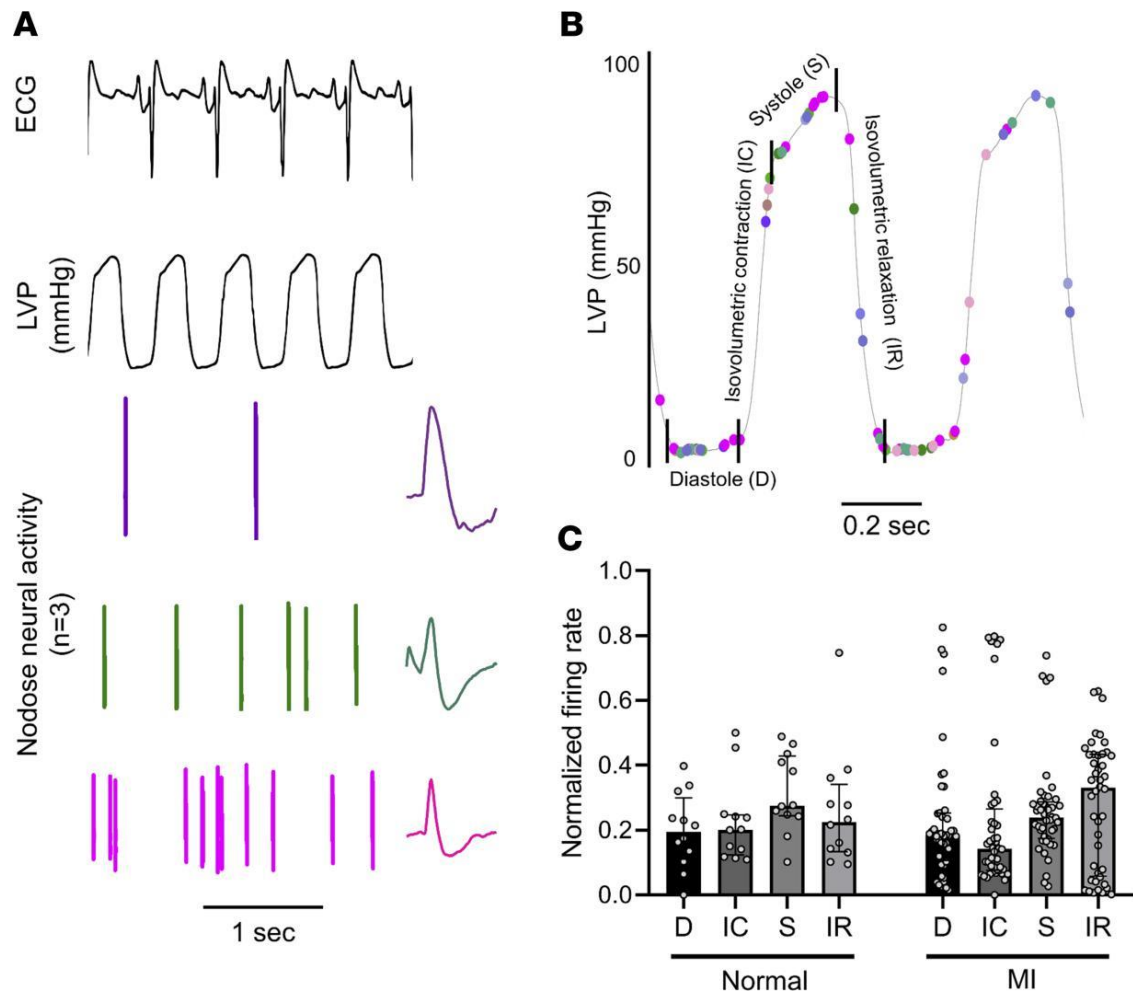 A
ECG
LVP
(mmHg)
Nodose neural activity
(n=3)
1 sec
B
LVP (mmHg)
100
50
0
Diastole (D)
Isovolumetric contraction (IC)
Systole (S)
Isovolumetric relaxation (IR)
0.2 sec
C
Normalized firing rate
1.0
0.8
0.6
0.4
0.2
0.0
D IC S IR D IC S IR
Normal MI